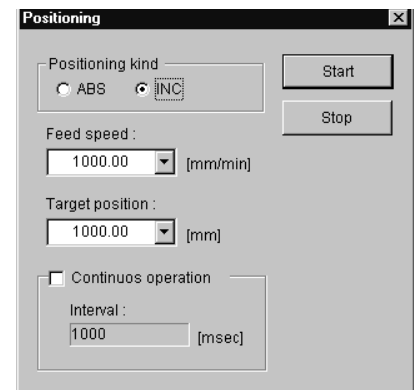 Positioning
Positioning kind
ABS INC
Start
Stop
Feed speed :
1000.00 [mm/min]
Target position :
1000.00 [mm]
Continuos operation
Interval :
1000 [msec]